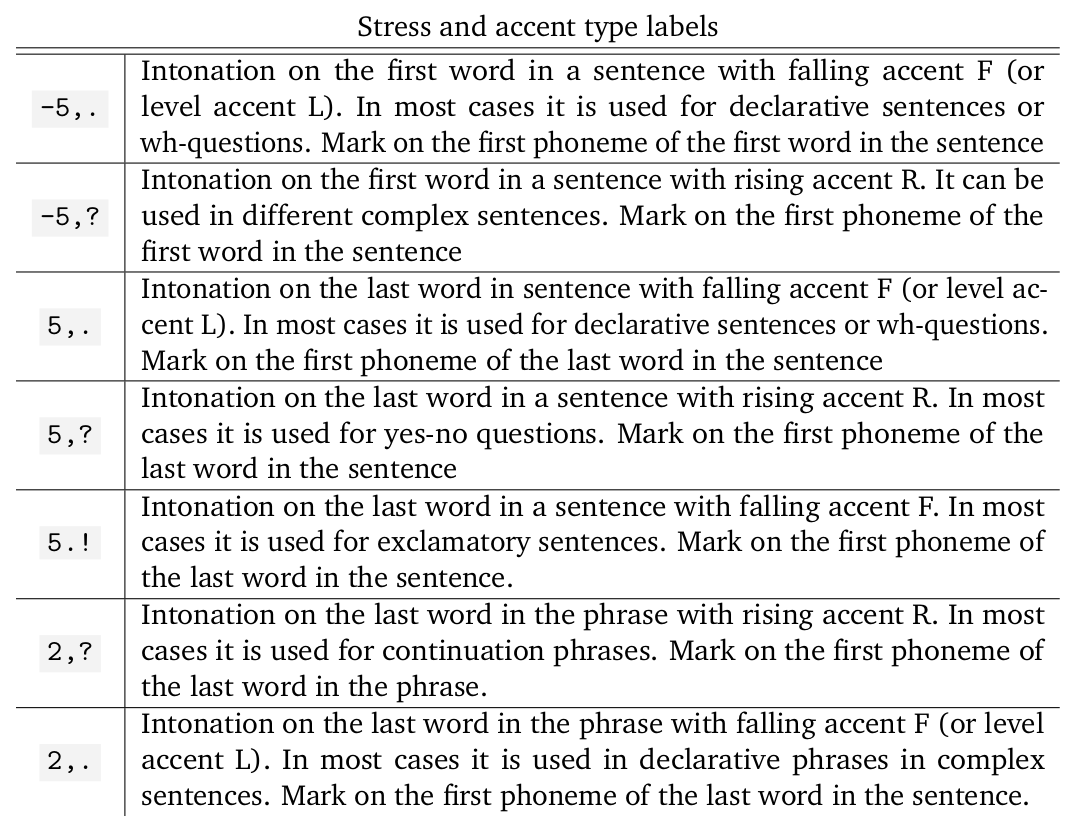 Stress and accent type labels
Intonation on the first word in a sentence with falling accent F (or
level accent L). In most cases it is used for declarative sentences or
-5,.
wh-questions. Mark on the first phoneme of the first word in the sentence
Intonation on the first word in a sentence with rising accent R. It can be
-5,?
used in different complex sentences. Mark on the first phoneme of the
first word in the sentence
Intonation on the last word in sentence with falling accent F (or level ac-
5,.
cent L). In most cases it is used for declarative sentences or wh-questions.
Mark on the first phoneme of the last word in the sentence
Intonation on the last word in a sentence with rising accent R. In most
5,?
cases it is used for yes-no questions. Mark on the first phoneme of the
last word in the sentence
Intonation on the last word in a sentence with falling accent F. In most
5.!
cases it is used for exclamatory sentences. Mark on the first phoneme of
the last word in the sentence.
Intonation on the last word in the phrase with rising accent R. In most
2,?
cases it is used for continuation phrases. Mark on the first phoneme of
the last word in the phrase.
Intonation on the last word in the phrase with falling accent F (or level
2,.
accent L). In most cases it is used in declarative phrases in complex
sentences. Mark on the first phoneme of the last word in the sentence.